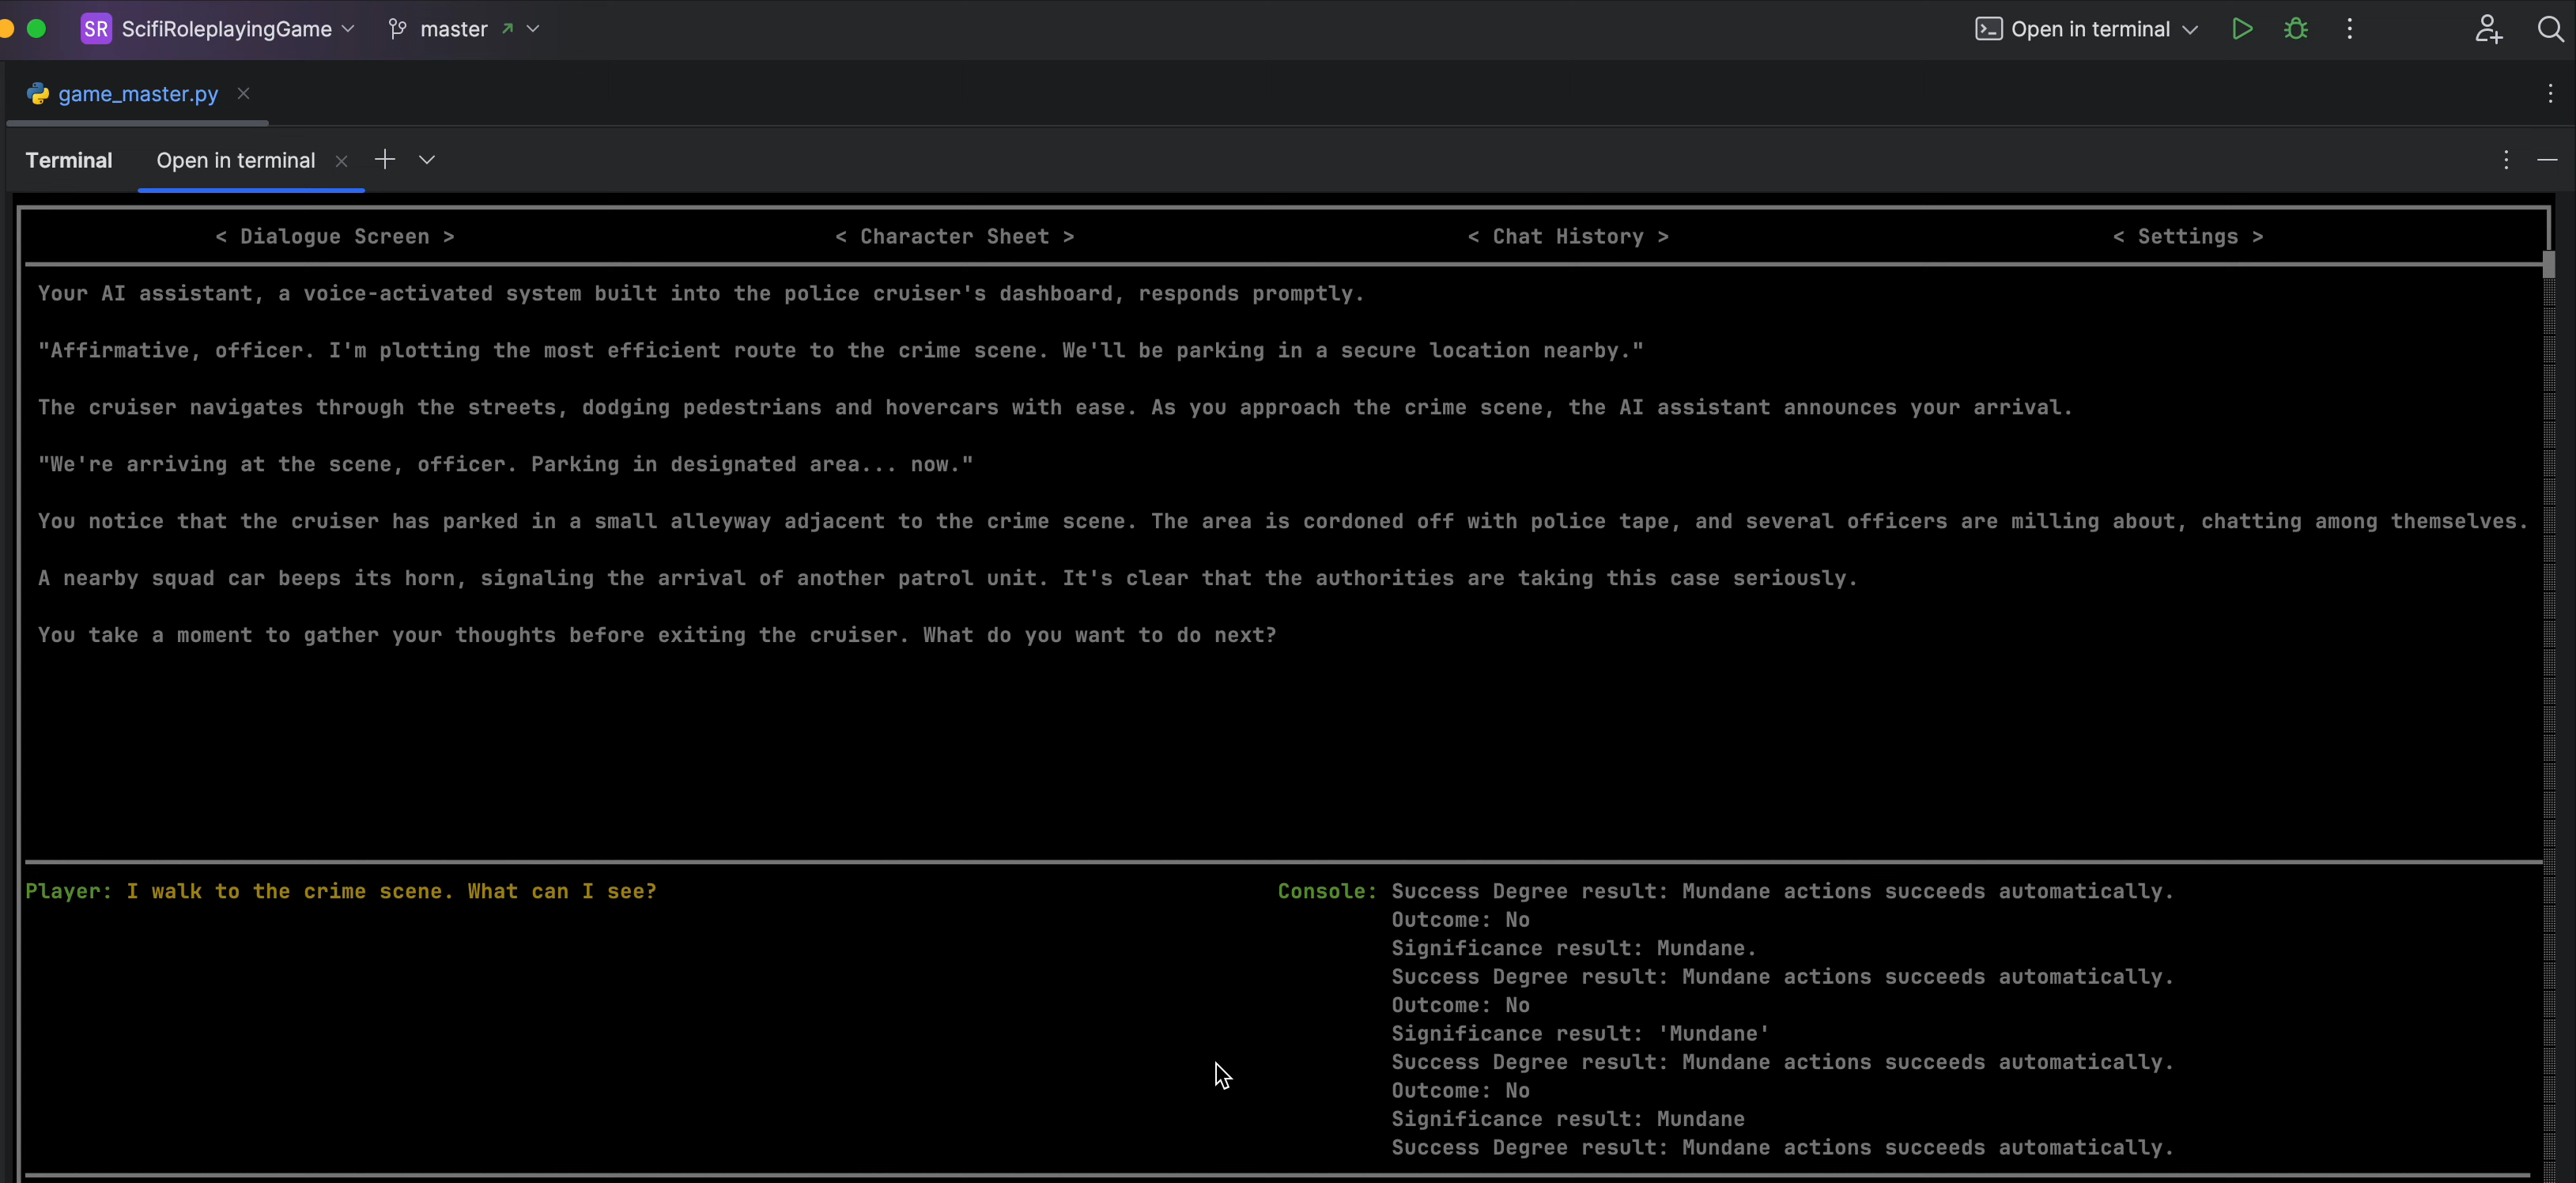 SR ScifiRoleplayingGame master Open in terminal
game_master.py
Terminal Open in terminal
< Dialogue Screen > < Character Sheet > < Chat History > < Settings >
Your AI assistant, a voice-activated system built into the police cruiser's dashboard, responds promptly.
"Affirmative, officer. I'm plotting the most efficient route to the crime scene. We'll be parking in a secure location nearby."
The cruiser navigates through the streets, dodging pedestrians and hovercars with ease. As you approach the crime scene, the AI assistant announces your arrival.
"We're arriving at the scene, officer. Parking in designated area... now."
You notice that the cruiser has parked in a small alleyway adjacent to the crime scene. The area is cordoned off with police tape, and several officers are milling about, chatting among themselves.
A nearby squad car beeps its horn, signaling the arrival of another patrol unit. It's clear that the authorities are taking this case seriously.
You take a moment to gather your thoughts before exiting the cruiser. What do you want to do next?
Player: I walk to the crime scene. What can I see?
Console: Success Degree result: Mundane actions succeeds automatically.
Outcome: No
Significance result: Mundane.
Success Degree result: Mundane actions succeeds automatically.
Outcome: No
Significance result: 'Mundane'
Success Degree result: Mundane actions succeeds automatically.
Outcome: No
Significance result: Mundane
Success Degree result: Mundane actions succeeds automatically.